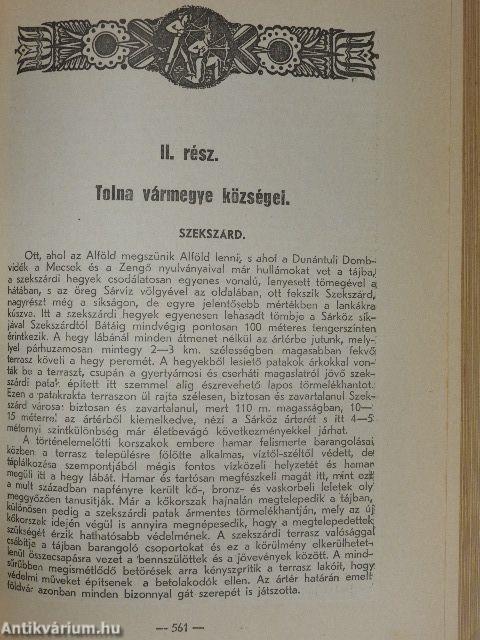 II. rész.
Tolna vármegye községei.
SZEKSZÁRD.
Ott, ahol az Alföld megszünik Alföld lenni, s ahol a Dunántuli Domb-
vidék a Mecsek és a Zengő nyulványaival már hullámokat vet a tájba,
a szekszárdi hegyek csodálatosan egyenes vonalú, lenyesett tömegével a
hátában, s az öreg Sárviz völgyével az oldalában, ott fekszik Szekszárd,
nagyrészt még a síkságon, de egyre jelentősebb mértékben a lankákra
kúszva. Itt a szekszárdi hegyek egyenesen lehasadt tömbje a Sárköz sík-
jával Szekszárdtól Bátáig mindvégig pontosan 100 méteres tengerszinten
érintkezik. A hegy lábánál minden átmenet nélkül az ártérbe jutunk, mely-
lyel párhuzamosan mintegy 2—3 km. szélességben magasabban fekvő
terrasz követi a hegy peremét. A hegyekből lesiető patakok árkokkal von-
ták be a terraszt, csupán a gyertyános és cserháti magaslatról jövő szek-
szárdi patak épített itt szemmel alig észrevehető lapos törmelékhantot.
Ezen a patakrakta terraszon ül rajta szélesen, biztosan és zavartalanul Szek-
szárd városa: biztosan és zavartalanul, mert 110 m. magasságban, 10—
15 méterrel az ártérből kiemelkedve, nézi a Sárköz árterét s itt 4—5
méternyi szintkülönbség már életbevágó következményekkel járhat.
A történelemelőtti korszakok embere hamar felismerte barangolásai
közben a terrasz településre fölötte alkalmas, víztől-széltől védett, de
táplálkozása szempontjából mégis fontos vízközeli helyzetét és hamar
megüli itt a hegy lábát. Hamar és tartósan megfészkeli magát itt, mint ezt
a mult században napfényre került kő-, bronz- és vaskorbeli leletek oly
meggyőzően tanusítják. Már a kőkorszak hajnalán megtelepedik a tájban,
különösen pedig a szekszárdi patak ármentes törmelékhantján, mely az új
kőkorszak idején végül is annyira megnépesedik, hogy a megtelepedettek
szükségét érzik hathatósabb védelmének. A szekszárdi terrasz valósággal
csábítja a tájban barangoló csoportokat és ez a körülmény elkerülhetet-
lenül összecsapásra vezet a bennszülöttek és a jövevények között. A mind-
sűrűbben megismétlődő betörések arra kényszerítik a terrasz lakóit, hogy
védelmi műveket építsenek a betolakodók ellen. Az ártér határán emelt
földvár azonban minden bizonnyal gát szerepét is játszotta.
— 561 —
Antikvárium.hu